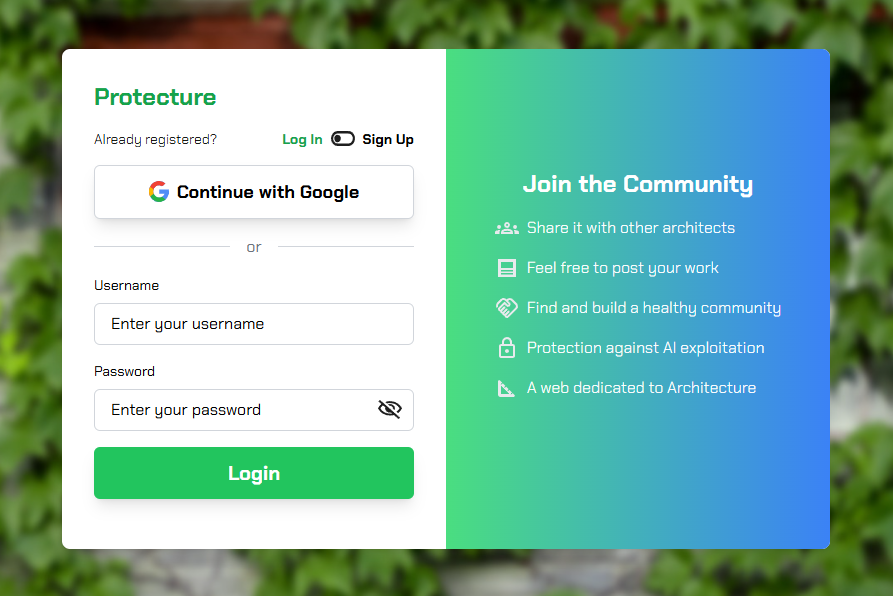 Protecture
Already registered? Log In Sign Up
Continue with Google
or
Username
Enter your username
Password
Enter your password
Login
Join the Community
Share it with other architects
Feel free to post your work
Find and build a healthy community
Protection against AI exploitation
A web dedicated to Architecture